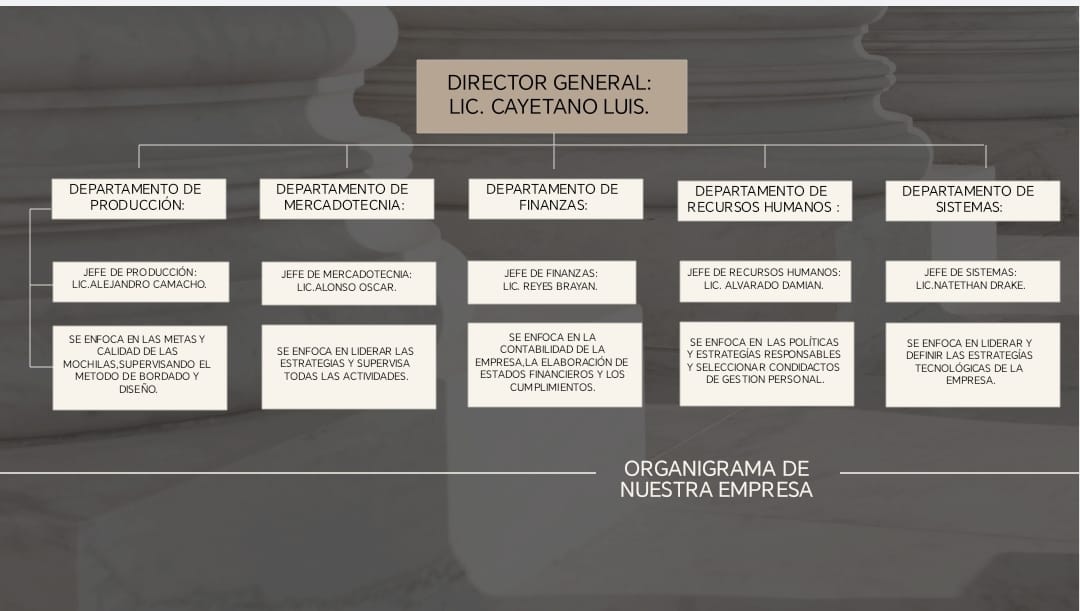 DIRECTOR GENERAL:
LIC. CAYETANO LUIS.
DEPARTAMENTO DE
PRODUCCIÓN:
DEPARTAMENTO DE
MERCADOTECNIA:
DEPARTAMENTO DE
FINANZAS:
DEPARTAMENTO DE
RECURSOS HUMANOS :
DEPARTAMENTO DE
SISTEMAS:
JEFE DE PRODUCCIÓN:
LIC.ALEJANDRO CAMACHO.
JEFE DE MERCADOTECNIA:
LIC.ALONSO OSCAR.
JEFE DE FINANZAS:
LIC. REYES BRAYAN.
JEFE DE RECURSOS HUMANOS:
LIC. ALVARADO DAMIAN.
JEFE DE SISTEMAS:
LIC.NATETHAN DRAKE.
SE ENFOCA EN LAS METAS Y
CALIDAD DE LAS
MOCHILAS,SUPERVISANDO EL
METODO DE BORDADO Y
DISEÑO.
SE ENFOCA EN LIDERAR LAS
ESTRATEGIAS Y SUPERVISA
TODAS LAS ACTIVIDADES.
SE ENFOCA EN LA
CONTABILIDAD DE LA
EMPRESA,LA ELABORACIÓN DE
ESTADOS FINANCIEROS Y LOS
CUMPLIMIENTOS.
SE ENFOCA EN LAS POLÍTICAS
Y ESTRATEGÍAS RESPONSABLES
Y SELECCIONAR CONDIDACTOS
DE GESTION PERSONAL.
SE ENFOCA EN LIDERAR Y
DEFINIR LAS ESTRATEGÍAS
TECNOLÓGICAS DE LA
EMPRESA.
ORGANIGRAMA DE
NUESTRA EMPRESA